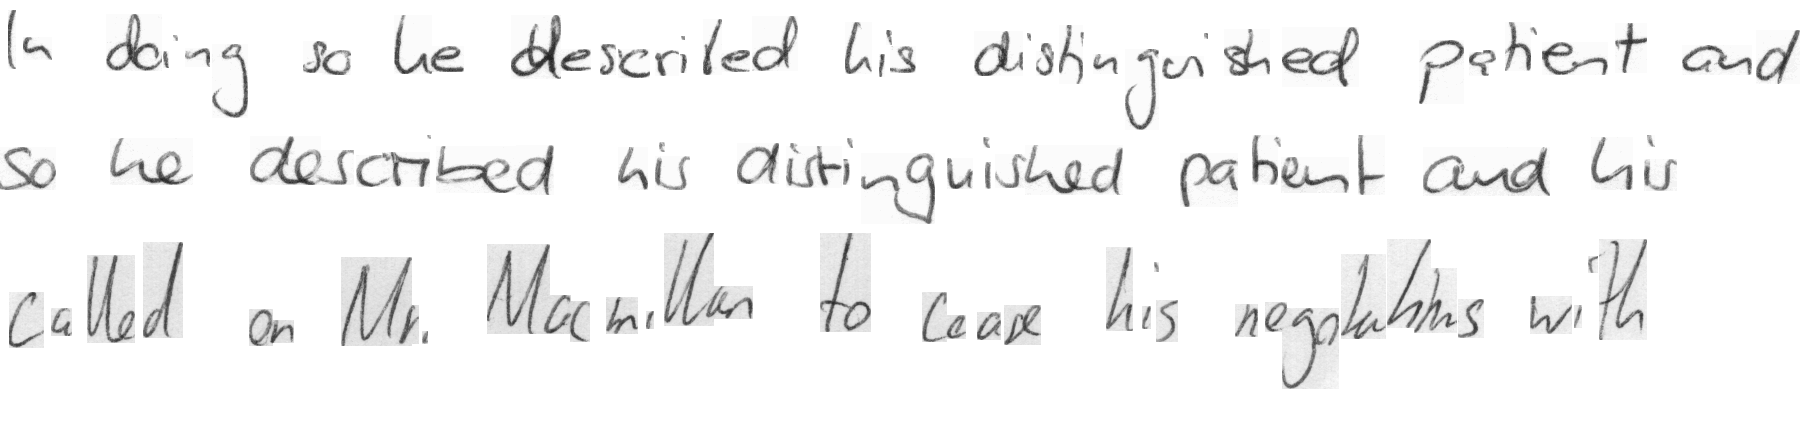 In doing so he described his distinguished patient and
so he described his distinguished patient and his
called on Mr. Macmillan to cease his negotiations with